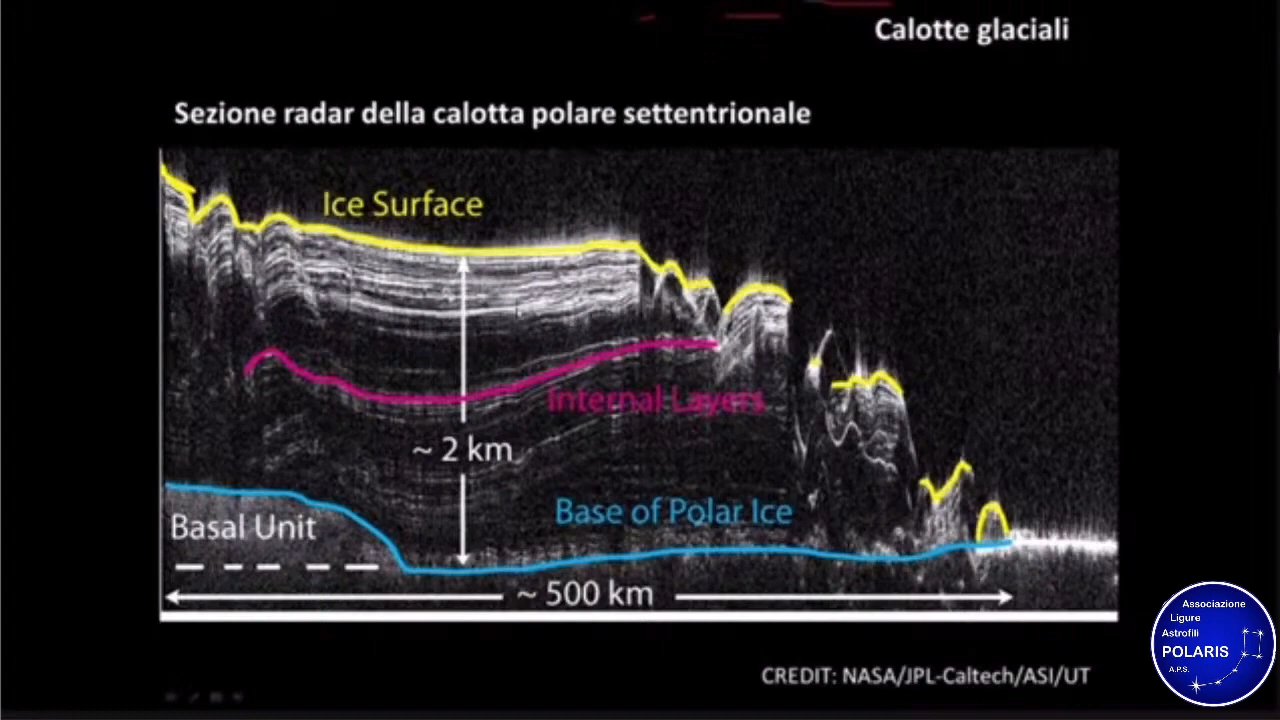 Calotte glaciali
Sezione radar della calotta polare settentrionale
Ice Surface
Internal Layers
~ 2 km
Base of Polar Ice
Basal Unit
~ 500 km
Associazione
Ligure
Astrofili
POLARIS
A.P.S.
CREDIT: NASA/JPL-Caltech/ASI/UT